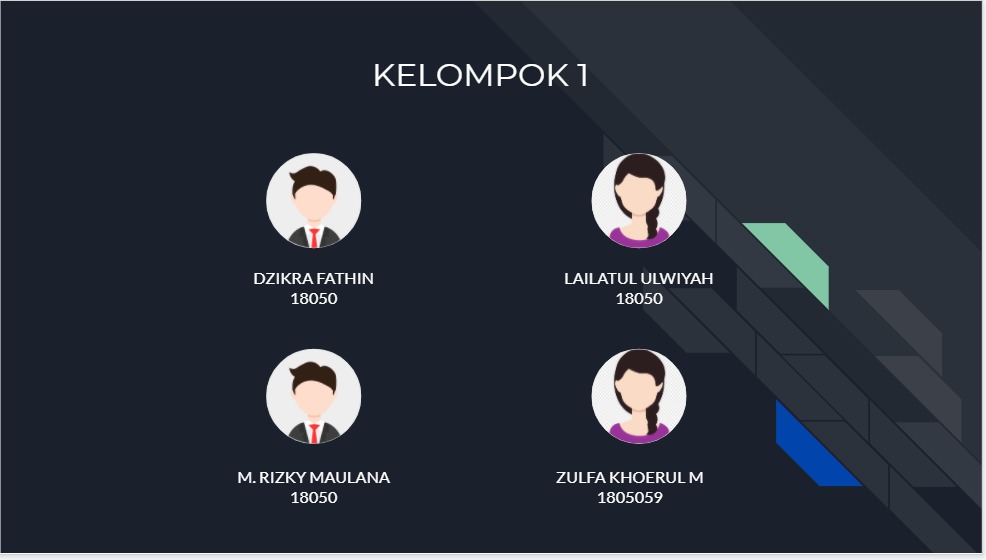 KELOMPOK 1
DZIKRA FATHIN
18050
LAILATUL ULWIYAH
18050
M. RIZKY MAULANA
18050
ZULFA KHOERUL M
1805059